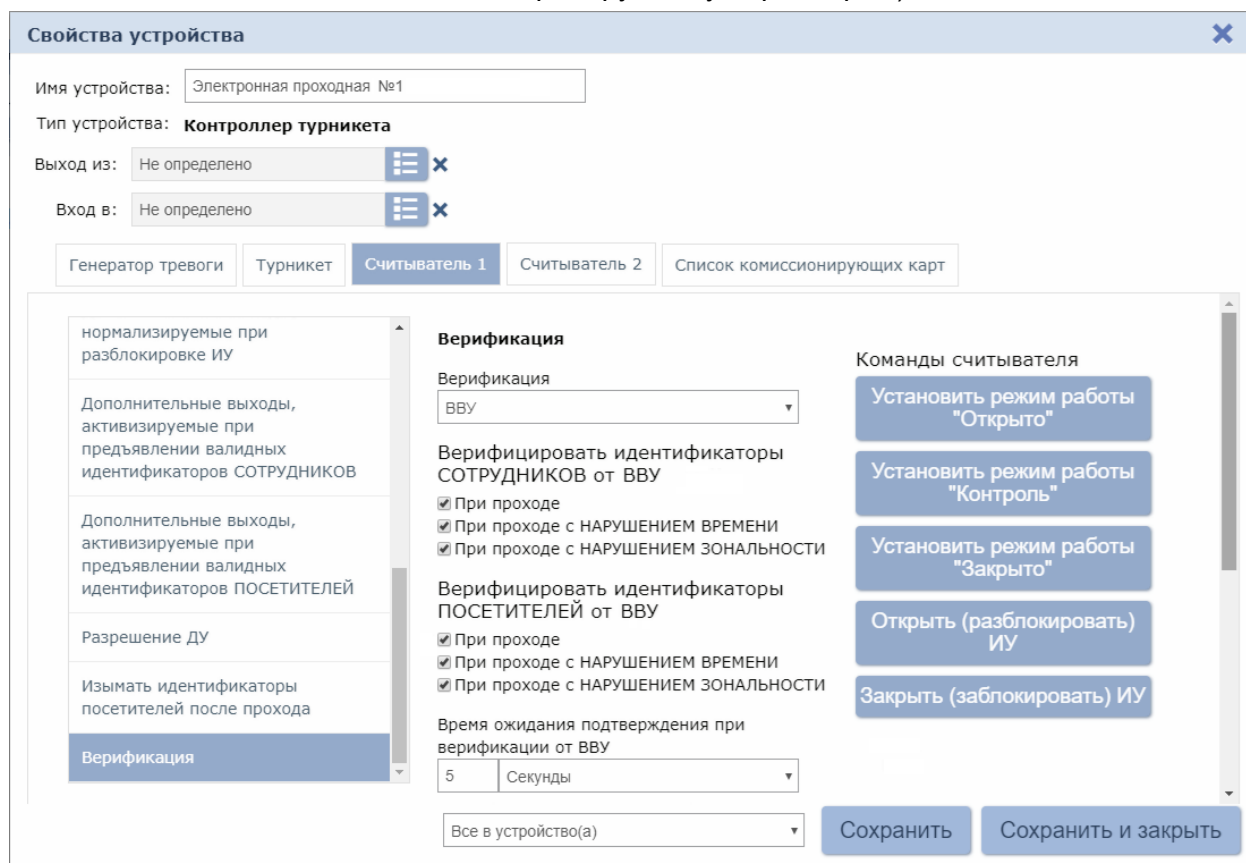 Свойства устройства
Имя устройства: Электронная проходная №1
Тип устройства: Контроллер турникета
Выход из: Не определено
Вход в: Не определено
Генератор тревоги Турникет Считыватель 1 Считыватель 2 Список комиссионирующих карт
нормализируемые при
разблокировке ИУ
Дополнительные выходы,
активизируемые при
предъявлении валидных
идентификаторов СОТРУДНИКОВ
Дополнительные выходы,
активизируемые при
предъявлении валидных
идентификаторов ПОСЕТИТЕЛЕЙ
Разрешение ДУ
Изымать идентификаторы
посетителей после прохода
Верификация
Верификация
Верификация
ВВУ
Верифицировать идентификаторы
СОТРУДНИКОВ от ВВУ
При проходе
При проходе с НАРУШЕНИЕМ ВРЕМЕНИ
При проходе с НАРУШЕНИЕМ ЗОНАЛЬНОСТИ
Верифицировать идентификаторы
ПОСЕТИТЕЛЕЙ от ВВУ
При проходе
При проходе с НАРУШЕНИЕМ ВРЕМЕНИ
При проходе с НАРУШЕНИЕМ ЗОНАЛЬНОСТИ
Время ожидания подтверждения при
верификации от ВВУ
5 Секунды
Команды считывателя
Установить режим работы
"Открыто"
Установить режим работы
"Контроль"
Установить режим работы
"Закрыто"
Открыть (разблокировать)
ИУ
Закрыть (заблокировать) ИУ
Все в устройство(а)
Сохранить
Сохранить и закрыть